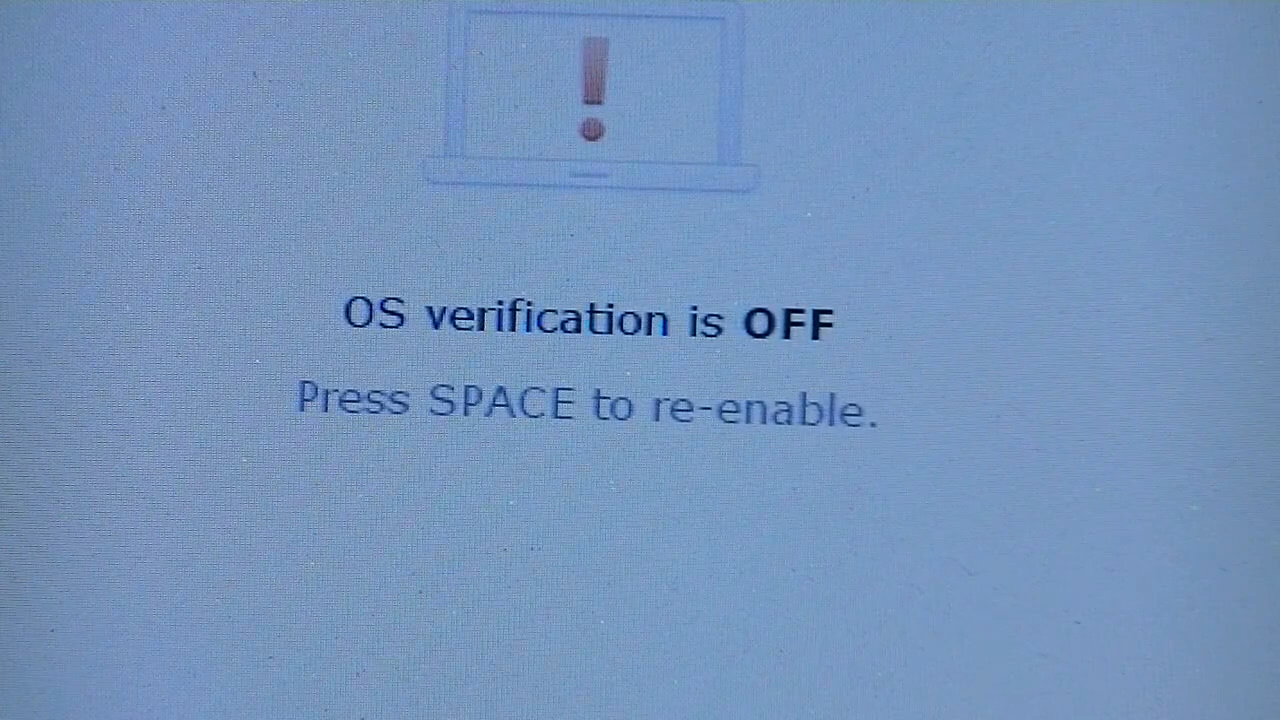 OS verification is OFF
Press SPACE to re-enable.